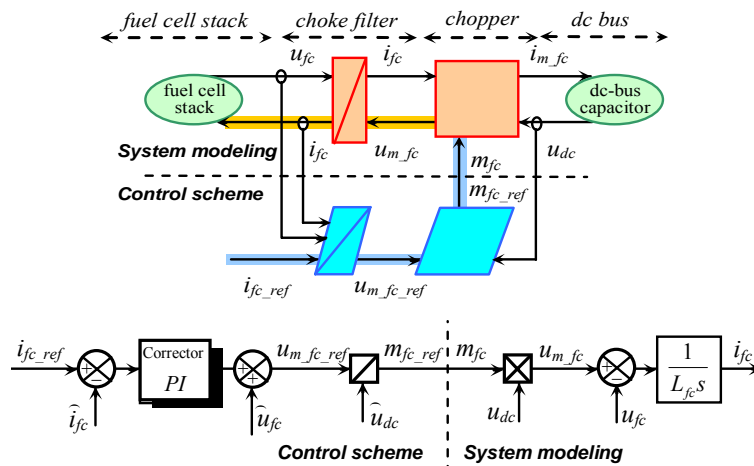 fuel cell stack choke filter chopper dc bus
u_fc i_fc i_m_fc
fuel cell
stack
dc-bus
capacitor
System modeling i_fc u_m_fc m_fc u_dc
Control scheme m_fc_ref
i_fc_ref u_m_fc_ref
i_fc_ref Corrector u_m_fc_ref m_fc_ref m_fc u_m_fc 1 i_fc
+ − PI + + + − L_fc s
î_fc û_fc û_dc u_dc u_fc
Control scheme System modeling